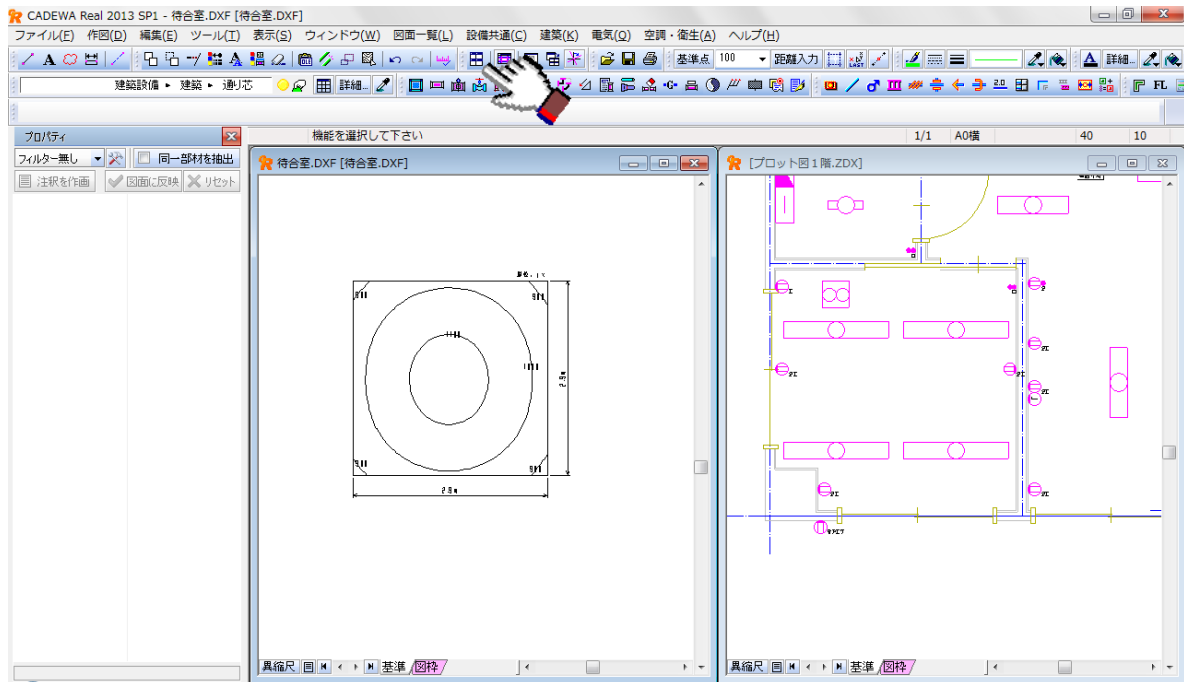 CADEWA Real 2013 SP1 - 待合室.DXF [待合室.DXF]
ファイル(F) 作図(D) 編集(E) ツール(T) 表示(S) ウィンドウ(W) 図面一覧(L) 設備共通(C) 建築(K) 電気(Q) 空調・衛生(A) ヘルプ(H)
基準点 100 距離入力 LAST 詳細...
建築設備 ▸ 建築 ▸ 通り芯 詳細... 2.0 FL
プロパティ 機能を選択して下さい 1/1 A0横 40 10
フィルター無し 同一部材を抽出
注釈を作画 図面に反映 リセット
待合室.DXF [待合室.DXF]
[プロット図1階.ZDX]
異縮尺 基準 図枠
異縮尺 基準 図枠